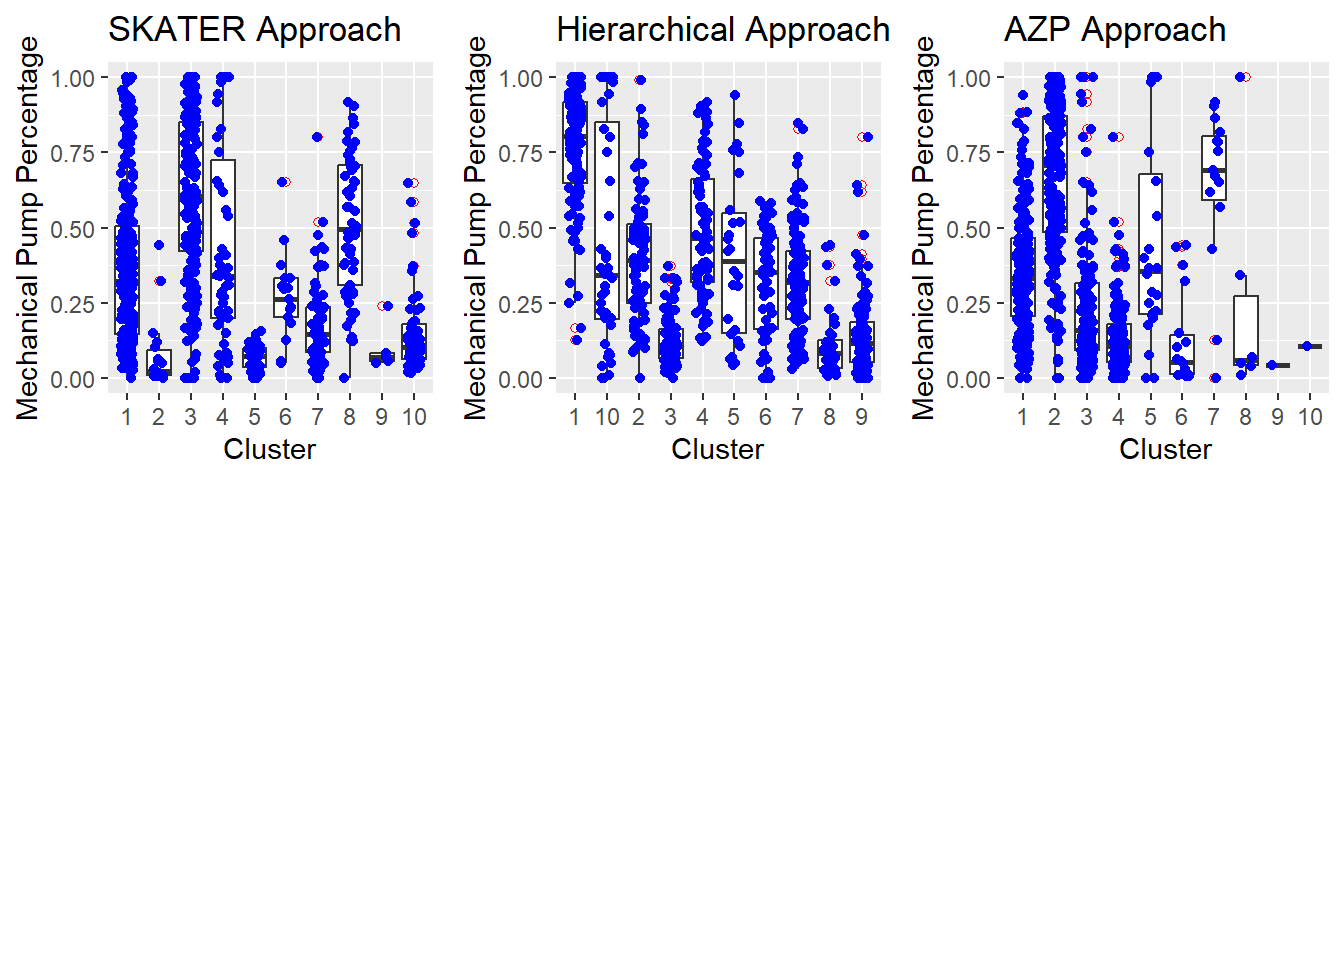 SKATER Approach
Mechanical Pump Percentage
1.00
0.75
0.50
0.25
0.00
1 2 3 4 5 6 7 8 9 10
Cluster
Hierarchical Approach
Mechanical Pump Percentage
1.00
0.75
0.50
0.25
0.00
1 10 2 3 4 5 6 7 8 9
Cluster
AZP Approach
Mechanical Pump Percentage
1.00
0.75
0.50
0.25
0.00
1 2 3 4 5 6 7 8 9 10
Cluster